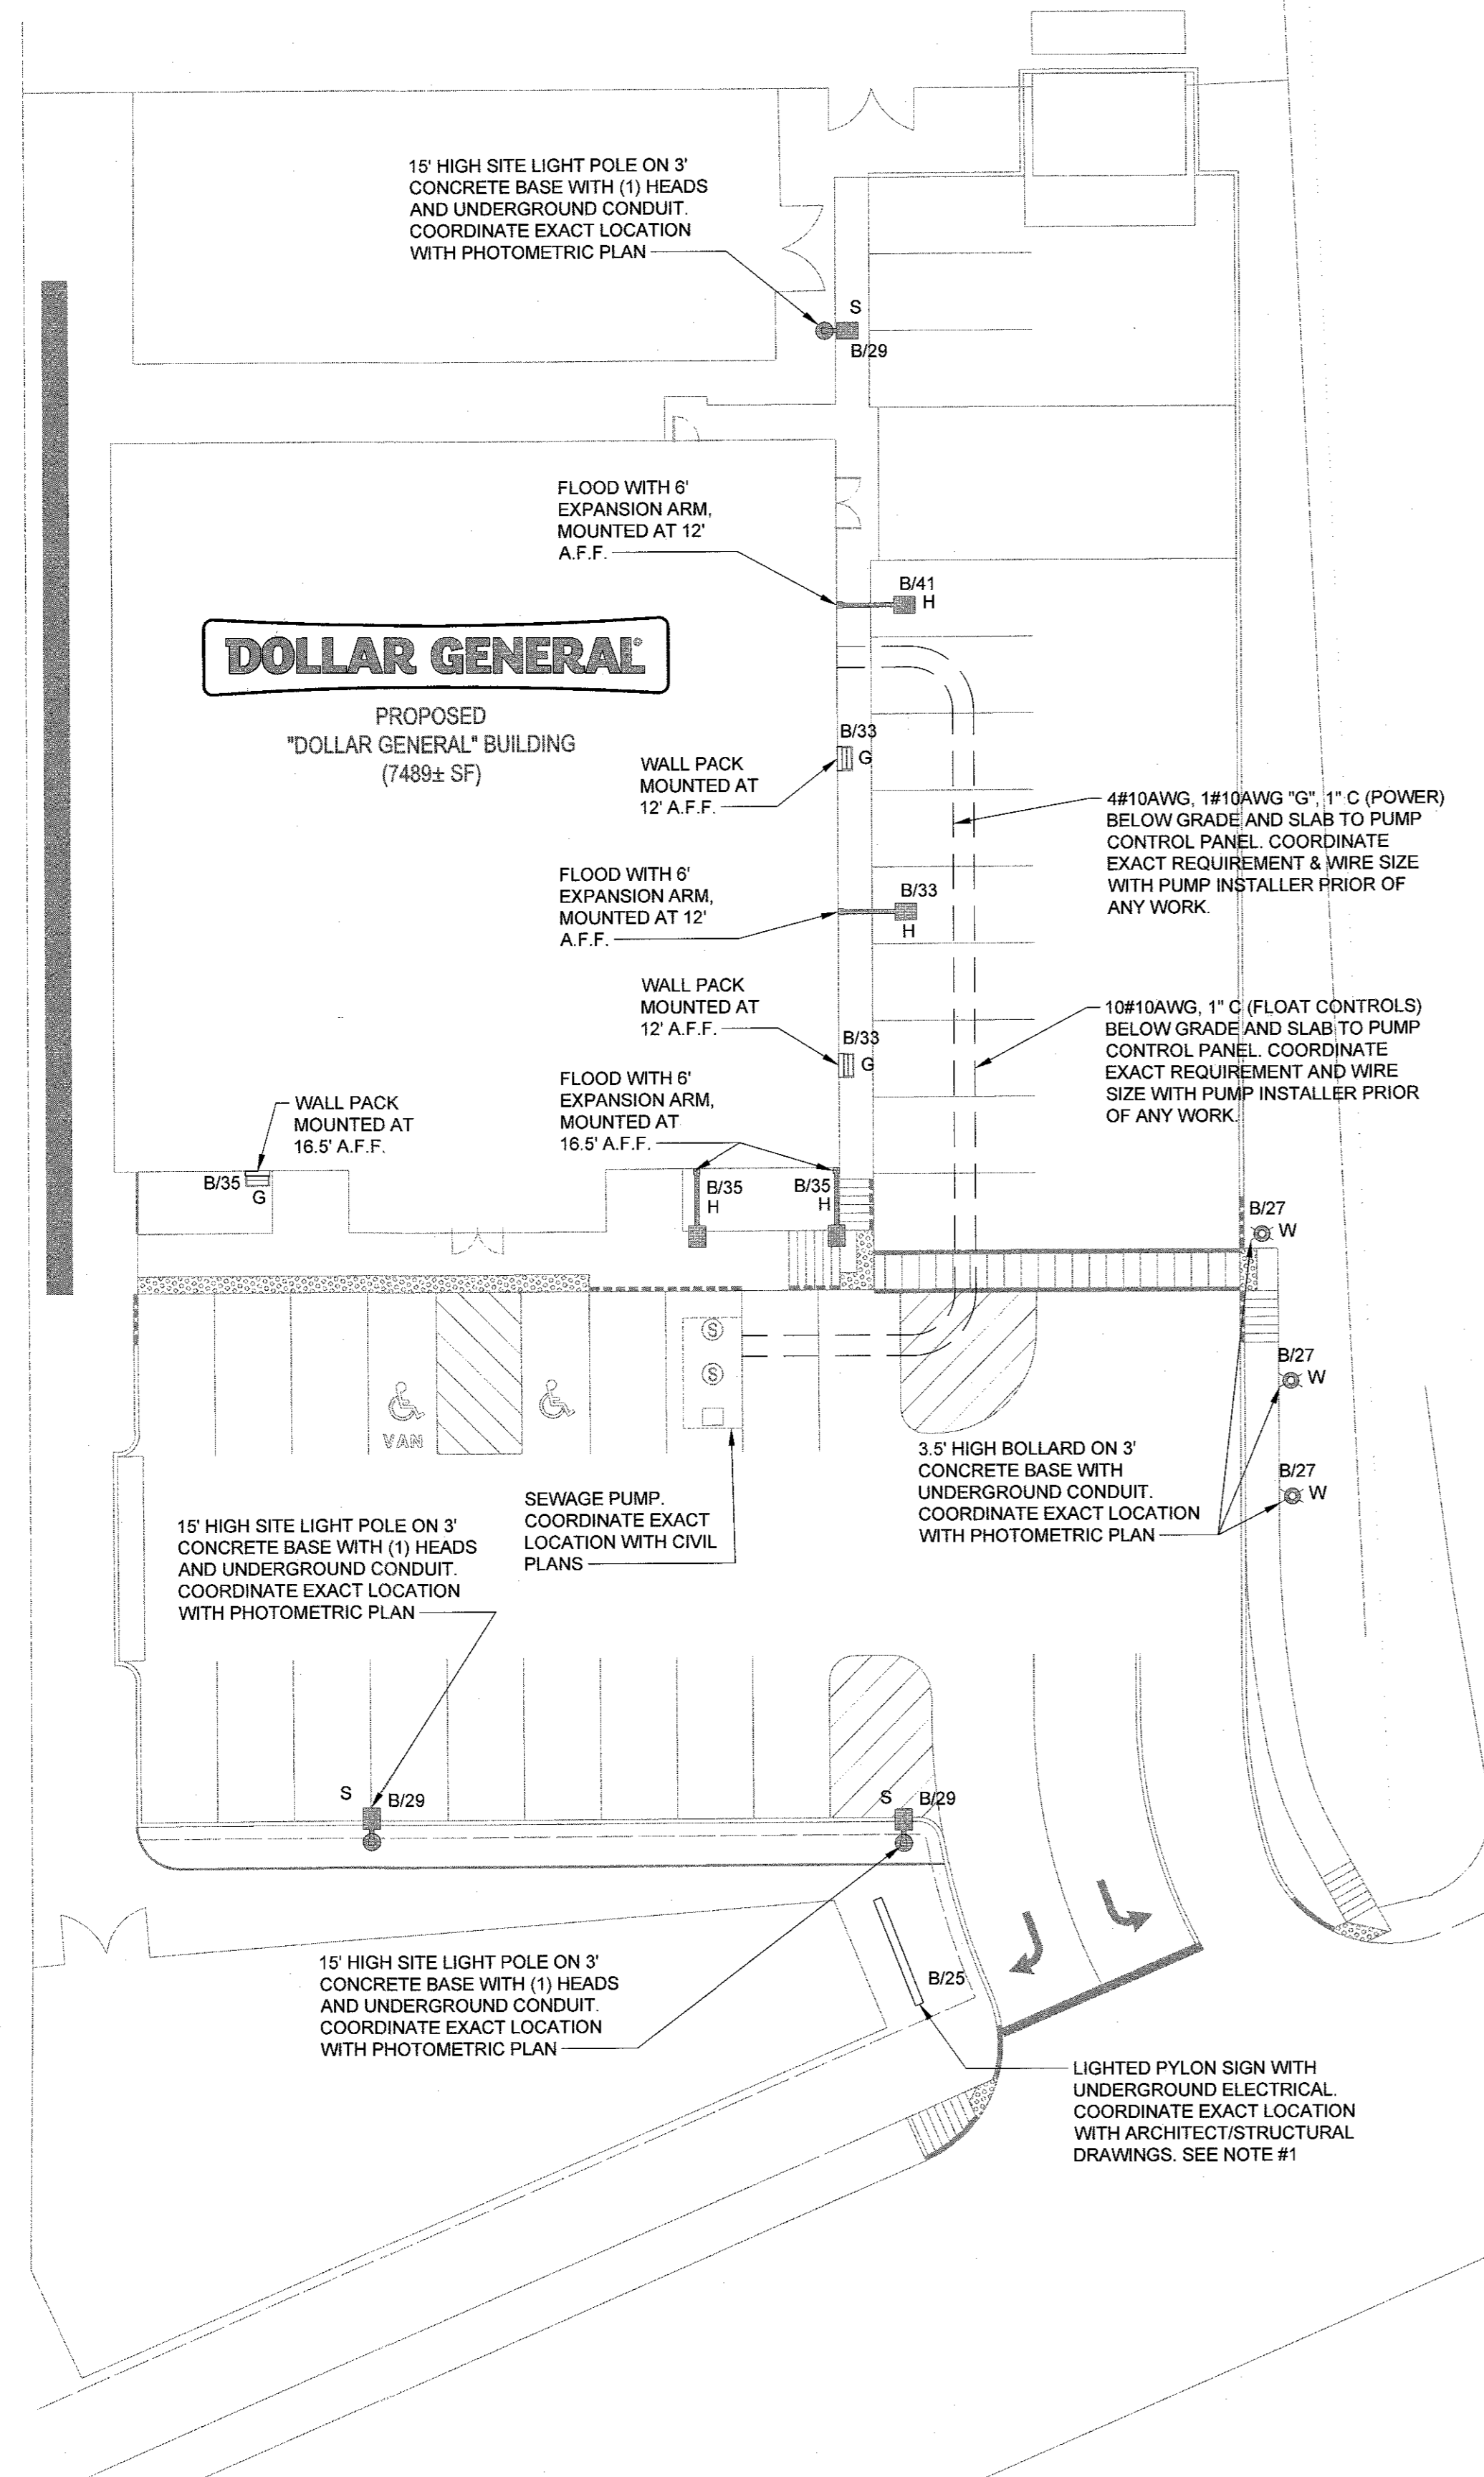 15' HIGH SITE LIGHT POLE ON 3'
CONCRETE BASE WITH (1) HEADS
AND UNDERGROUND CONDUIT.
COORDINATE EXACT LOCATION
WITH PHOTOMETRIC PLAN
S
B/29
FLOOD WITH 6'
EXPANSION ARM,
MOUNTED AT 12'
A.F.F.
B/41
H
DOLLAR GENERAL®
PROPOSED
"DOLLAR GENERAL" BUILDING
(7489± SF)
B/33
G
WALL PACK
MOUNTED AT
12' A.F.F.
4#10AWG, 1#10AWG "G", 1" C (POWER)
BELOW GRADE AND SLAB TO PUMP
CONTROL PANEL. COORDINATE
EXACT REQUIREMENT & WIRE SIZE
WITH PUMP INSTALLER PRIOR OF
ANY WORK.
FLOOD WITH 6'
EXPANSION ARM,
MOUNTED AT 12'
A.F.F.
B/33
H
WALL PACK
MOUNTED AT
12' A.F.F.
B/33
G
10#10AWG, 1" C (FLOAT CONTROLS)
BELOW GRADE AND SLAB TO PUMP
CONTROL PANEL. COORDINATE
EXACT REQUIREMENT AND WIRE
SIZE WITH PUMP INSTALLER PRIOR
OF ANY WORK.
FLOOD WITH 6'
EXPANSION ARM,
MOUNTED AT
16.5' A.F.F.
WALL PACK
MOUNTED AT
16.5' A.F.F.
B/35
G
B/35
H
B/35
H
B/27
W
S
S
B/27
W
VAN
B/27
W
3.5' HIGH BOLLARD ON 3'
CONCRETE BASE WITH
UNDERGROUND CONDUIT.
COORDINATE EXACT LOCATION
WITH PHOTOMETRIC PLAN
SEWAGE PUMP.
COORDINATE EXACT
LOCATION WITH CIVIL
PLANS
15' HIGH SITE LIGHT POLE ON 3'
CONCRETE BASE WITH (1) HEADS
AND UNDERGROUND CONDUIT.
COORDINATE EXACT LOCATION
WITH PHOTOMETRIC PLAN
S
B/29
S
B/29
15' HIGH SITE LIGHT POLE ON 3'
CONCRETE BASE WITH (1) HEADS
AND UNDERGROUND CONDUIT.
COORDINATE EXACT LOCATION
WITH PHOTOMETRIC PLAN
B/25
LIGHTED PYLON SIGN WITH
UNDERGROUND ELECTRICAL.
COORDINATE EXACT LOCATION
WITH ARCHITECT/STRUCTURAL
DRAWINGS. SEE NOTE #1